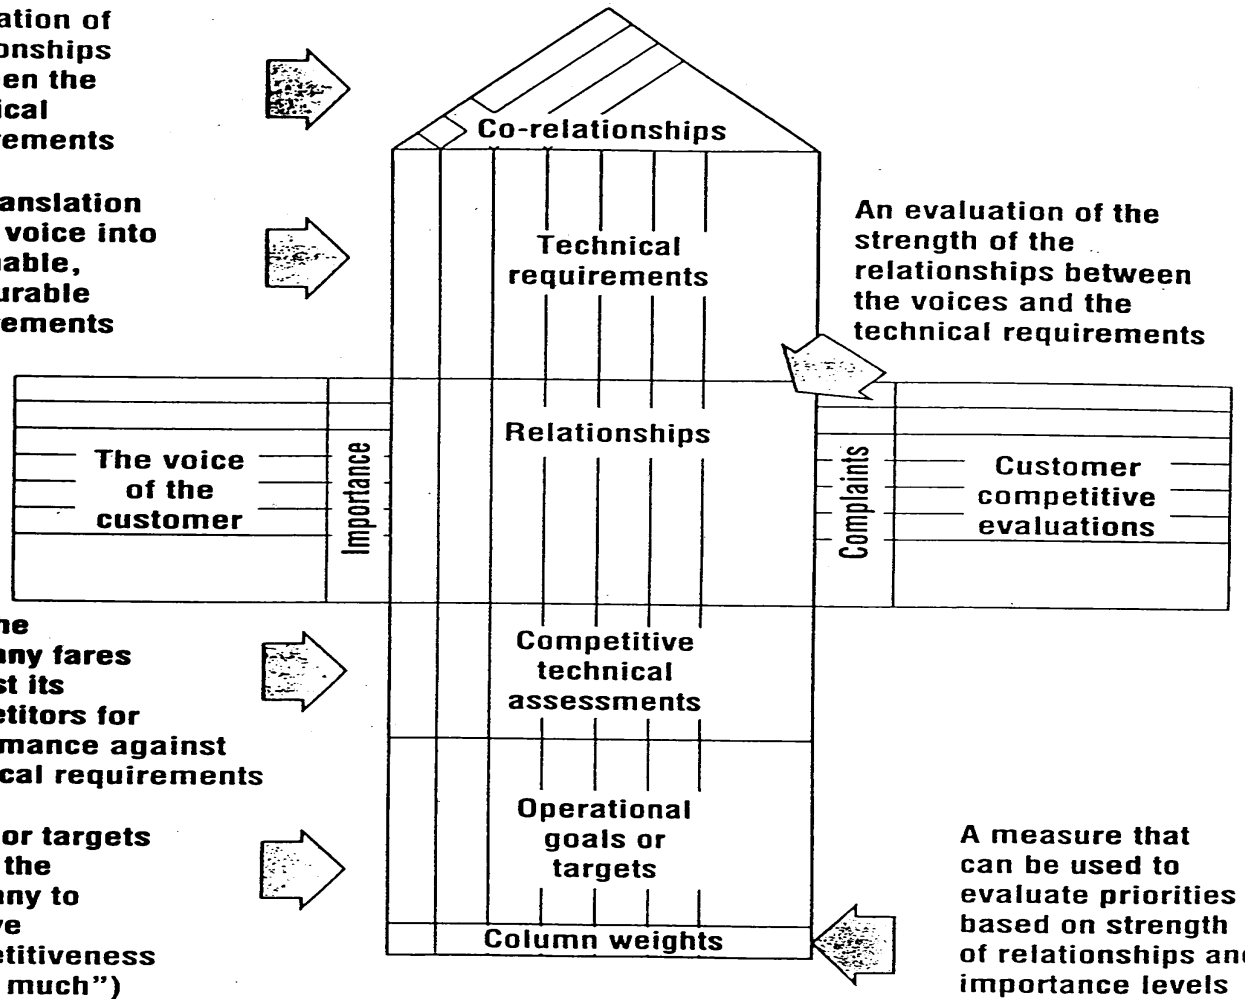 ation of
onships
en the
ical
rements
Co-relationships
anslation
voice into
nable,
urable
rements
Technical
requirements
An evaluation of the
strength of the
relationships between
the voices and the
technical requirements
The voice
of the
customer
Importance
Relationships
Complaints
Customer
competitive
evaluations
ne
any fares
st its
etitors for
mance against
cal requirements
Competitive
technical
assessments
or targets
the
any to
ve
etitiveness
much”)
Operational
goals or
targets
Column weights
A measure that
can be used to
evaluate priorities
based on strength
of relationships and
importance levels